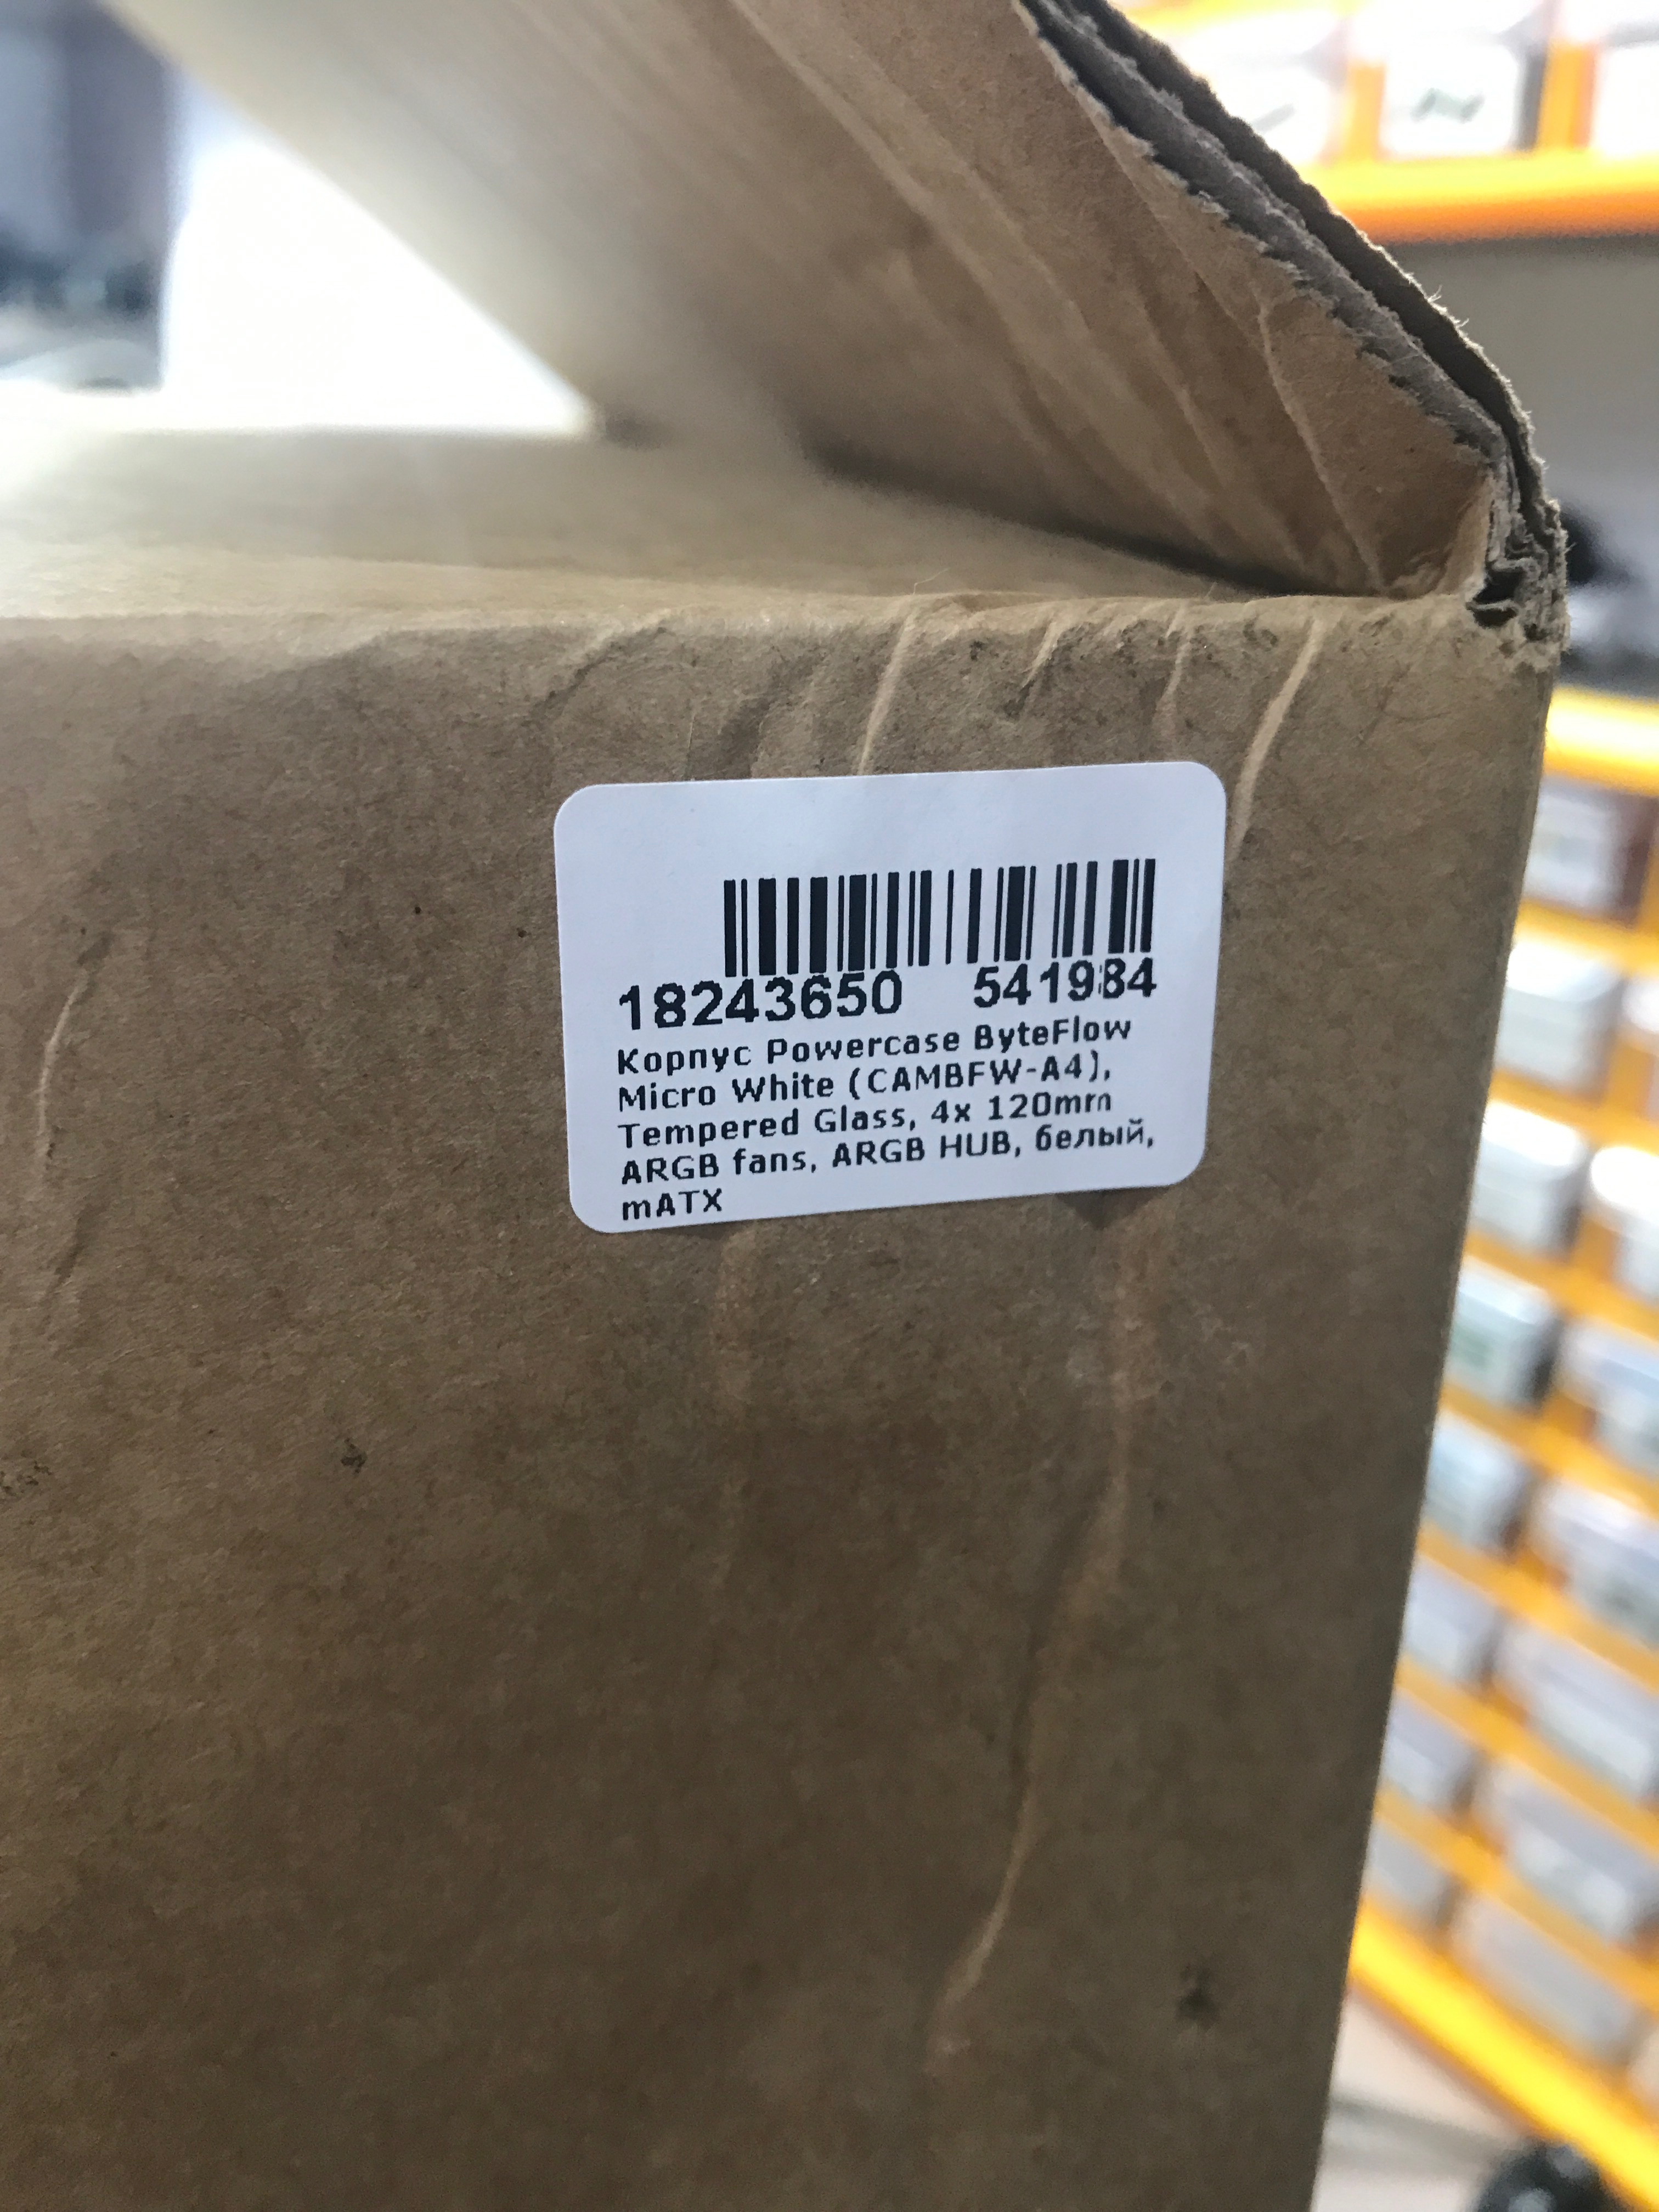 18243650 541984
Корпус Powercase ByteFlow
Micro White (CAMBFW-A4),
Tempered Glass, 4x 120mm
ARGB fans, ARGB HUB, белый,
mATX